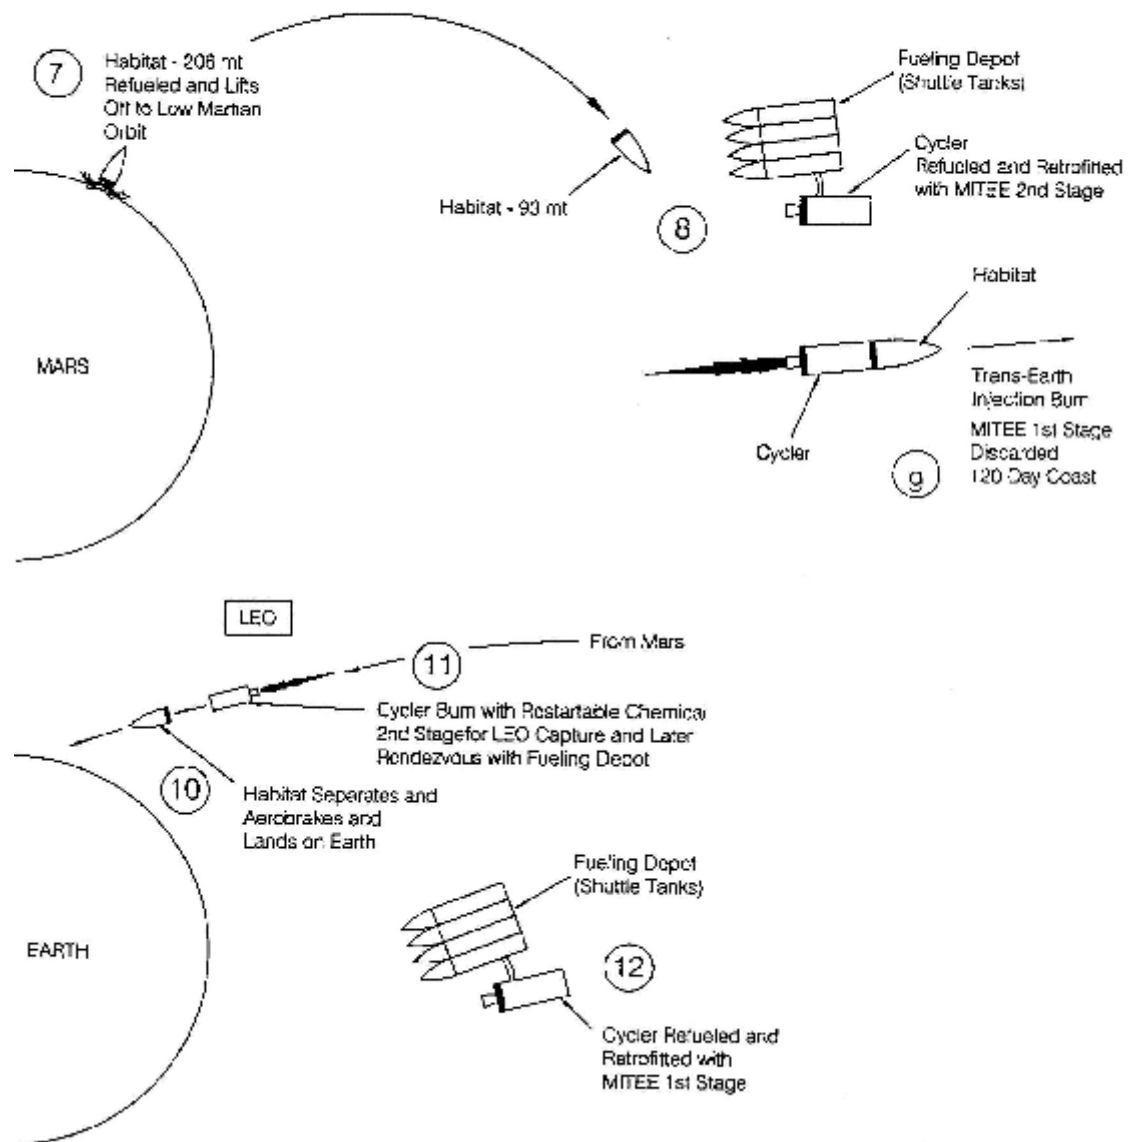 7
Habitat - 206 mt
Refueled and Lifts
Off to Low Martian
Orbit
Habitat - 93 mt
Fueling Depot
(Shuttle Tanks)
Cycler
Refueled and Retrofitted
with MITEE 2nd Stage
8
MARS
Habitat
Trans-Earth
Injection Burn
MITEE 1st Stage
Discarded
120 Day Coast
Cycler
g
LEO
From Mars
11
Cycler Burn with Restartable Chemical
2nd Stagefor LEO Capture and Later
Rendezvous with Fueling Depot
10
Habitat Separates and
Aerobrakes and
Lands on Earth
EARTH
Fueling Depot
(Shuttle Tanks)
12
Cycler Refueled and
Retrofitted with
MITEE 1st Stage